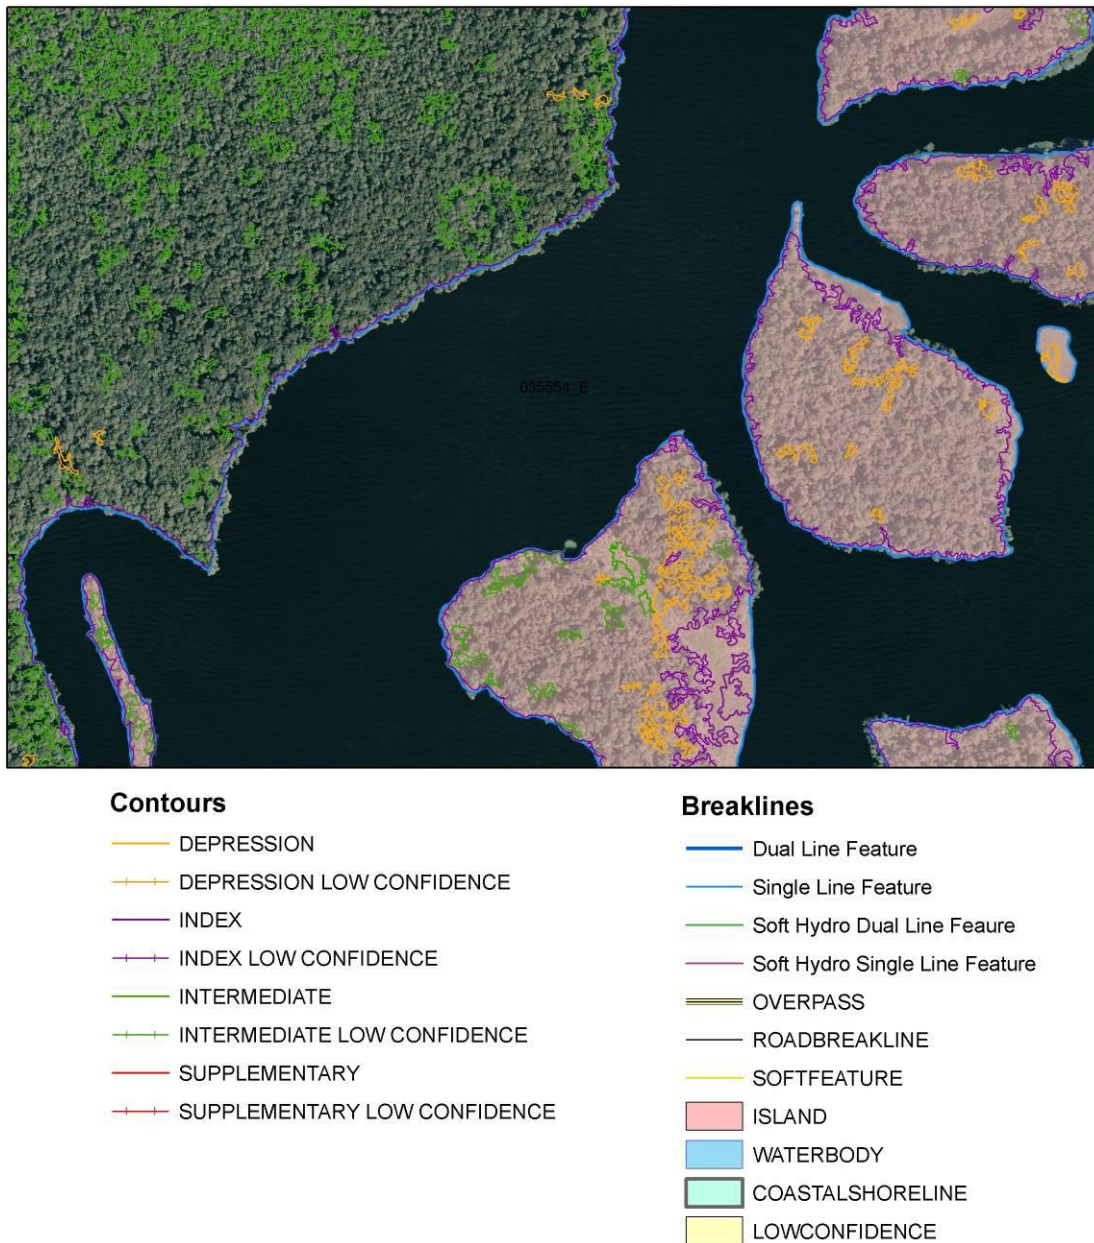 035554_E
Contours
DEPRESSION
DEPRESSION LOW CONFIDENCE
INDEX
INDEX LOW CONFIDENCE
INTERMEDIATE
INTERMEDIATE LOW CONFIDENCE
SUPPLEMENTARY
SUPPLEMENTARY LOW CONFIDENCE
Breaklines
Dual Line Feature
Single Line Feature
Soft Hydro Dual Line Feaure
Soft Hydro Single Line Feature
OVERPASS
ROADBREAKLINE
SOFTFEATURE
ISLAND
WATERBODY
COASTALSHORELINE
LOWCONFIDENCE